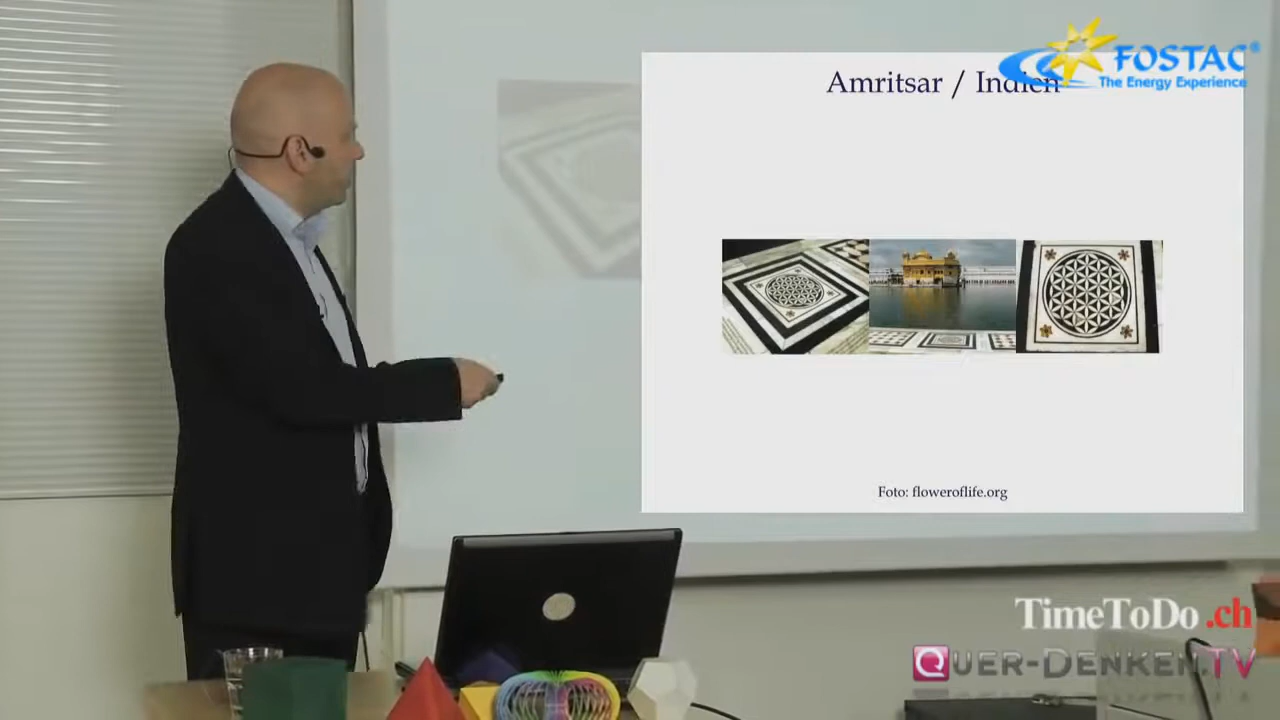 FOSTAC®
The Energy Experience
Amritsar / Indien
Foto: floweroflife.org
TimeToDo.ch
QUER-DENKEN.TV